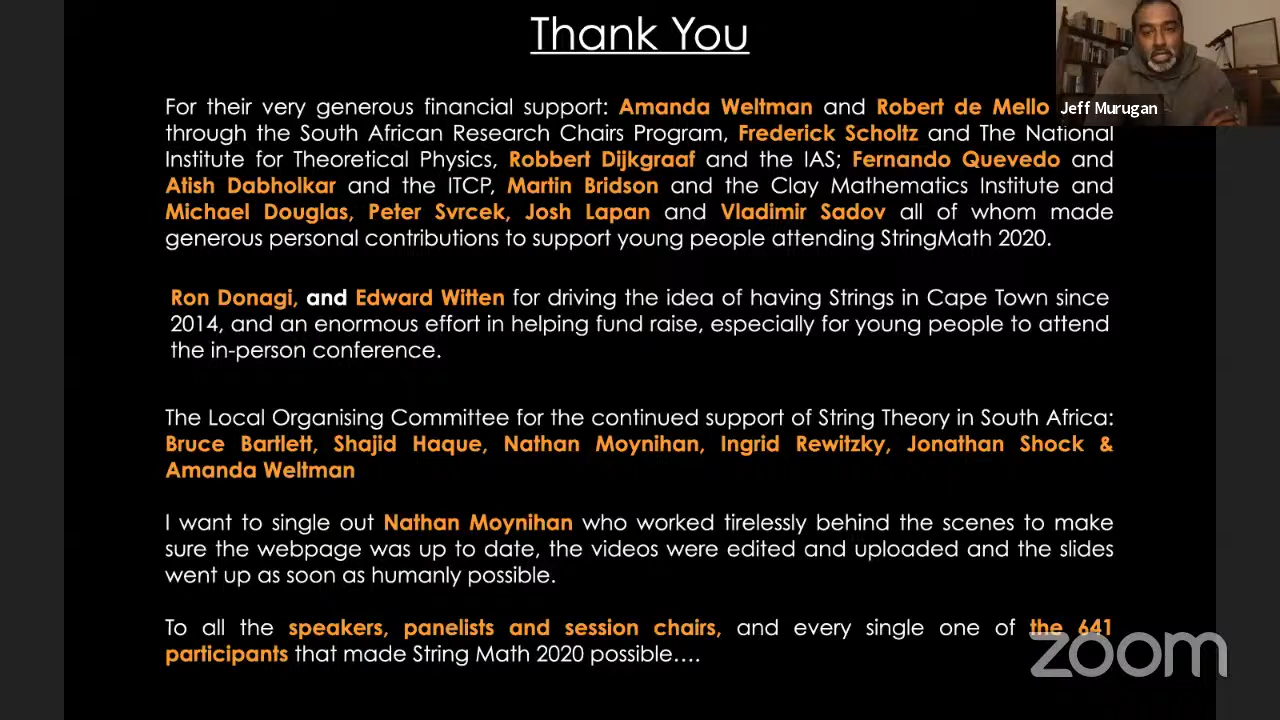 Thank You
Jeff Murugan
For their very generous financial support: Amanda Weltman and Robert de Mello
through the South African Research Chairs Program, Frederick Scholtz and The National
Institute for Theoretical Physics, Robbert Dijkgraaf and the IAS; Fernando Quevedo and
Atish Dabholkar and the ITCP, Martin Bridson and the Clay Mathematics Institute and
Michael Douglas, Peter Svrcek, Josh Lapan and Vladimir Sadov all of whom made
generous personal contributions to support young people attending StringMath 2020.
Ron Donagi, and Edward Witten for driving the idea of having Strings in Cape Town since
2014, and an enormous effort in helping fund raise, especially for young people to attend
the in-person conference.
The Local Organising Committee for the continued support of String Theory in South Africa:
Bruce Bartlett, Shajid Haque, Nathan Moynihan, Ingrid Rewitzky, Jonathan Shock &
Amanda Weltman
I want to single out Nathan Moynihan who worked tirelessly behind the scenes to make
sure the webpage was up to date, the videos were edited and uploaded and the slides
went up as soon as humanly possible.
To all the speakers, panelists and session chairs, and every single one of the 641
participants that made String Math 2020 possible....
zoom